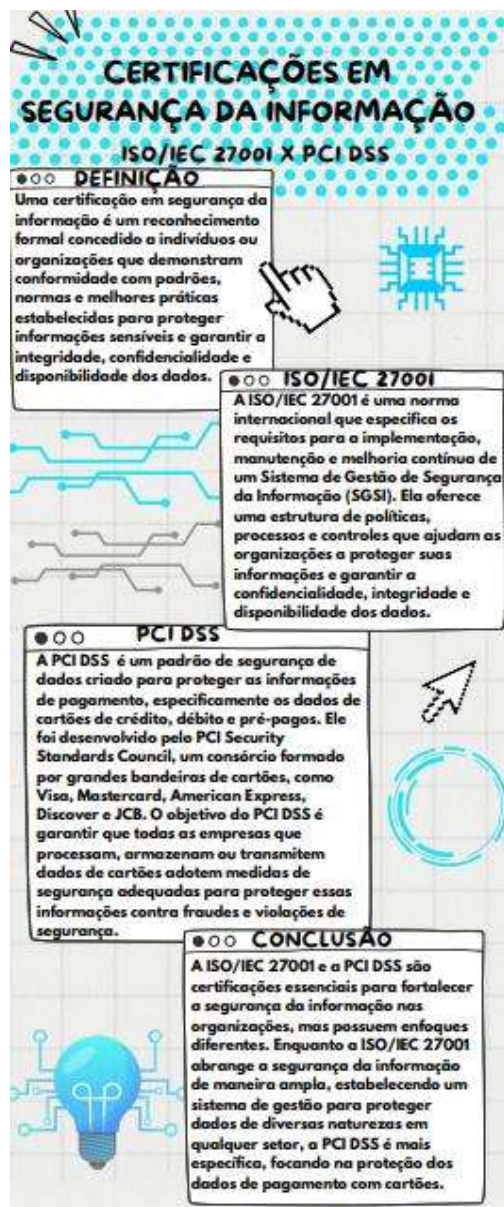 CERTIFICAÇÕES EM
SEGURANÇA DA INFORMAÇÃO
ISO/IEC 27001 X PCI DSS
DEFINIÇÃO
Uma certificação em segurança da
informação é um reconhecimento
formal concedido a indivíduos ou
organizações que demonstram
conformidade com padrões,
normas e melhores práticas
estabelecidas para proteger
informações sensíveis e garantir a
integridade, confidencialidade e
disponibilidade dos dados.
ISO/IEC 27001
A ISO/IEC 27001 é uma norma
internacional que especifica os
requisitos para a implementação,
manutenção e melhoria contínua de
um Sistema de Gestão de Segurança
da Informação (SGSI). Ela oferece
uma estrutura de políticas,
processos e controles que ajudam as
organizações a proteger suas
informações e garantir a
confidencialidade, integridade e
disponibilidade dos dados.
PCI DSS
A PCI DSS é um padrão de segurança de
dados criado para proteger as informações
de pagamento, especificamente os dados de
cartões de crédito, débito e pré-pagos. Ele
foi desenvolvido pelo PCI Security
Standards Council, um consórcio formado
por grandes bandeiras de cartões, como
Visa, Mastercard, American Express,
Discover e JCB. O objetivo do PCI DSS é
garantir que todas as empresas que
processam, armazenam ou transmitem
dados de cartões adotem medidas de
segurança adequadas para proteger essas
informações contra fraudes e violações de
segurança.
CONCLUSÃO
A ISO/IEC 27001 e a PCI DSS são
certificações essenciais para fortalecer
a segurança da informação nas
organizações, mas possuem enfoques
diferentes. Enquanto a ISO/IEC 27001
abrange a segurança da informação
de maneira ampla, estabelecendo um
sistema de gestão para proteger
dados de diversas naturezas em
qualquer setor, a PCI DSS é mais
específica, focando na proteção dos
dados de pagamento com cartões.